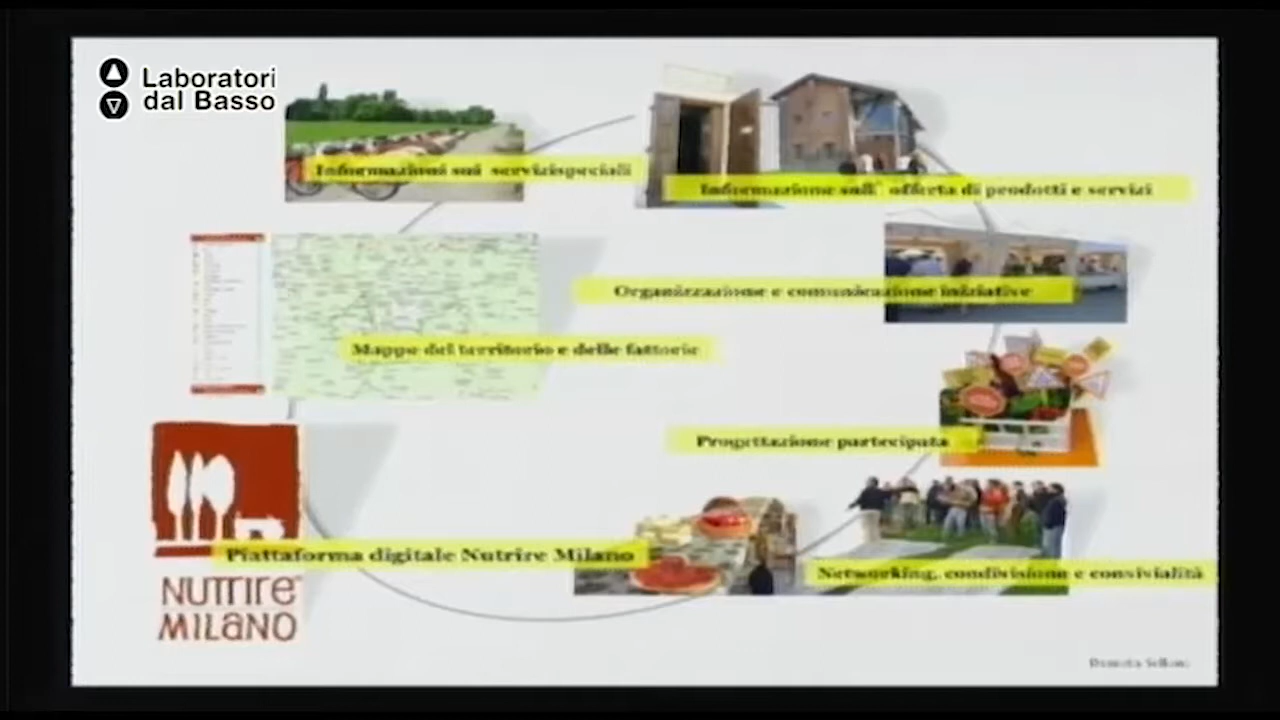 Laboratori
dal Basso
Informazioni sui servizi speciali
Informazione sull' offerta di prodotti e servizi
Organizzazione e comunicazione iniziative
Mappe del territorio e delle fattorie
Progettazione partecipata
Piattaforma digitale Nutrire Milano
Networking, condivisione e convivialità
NUTRIRE
MILANO